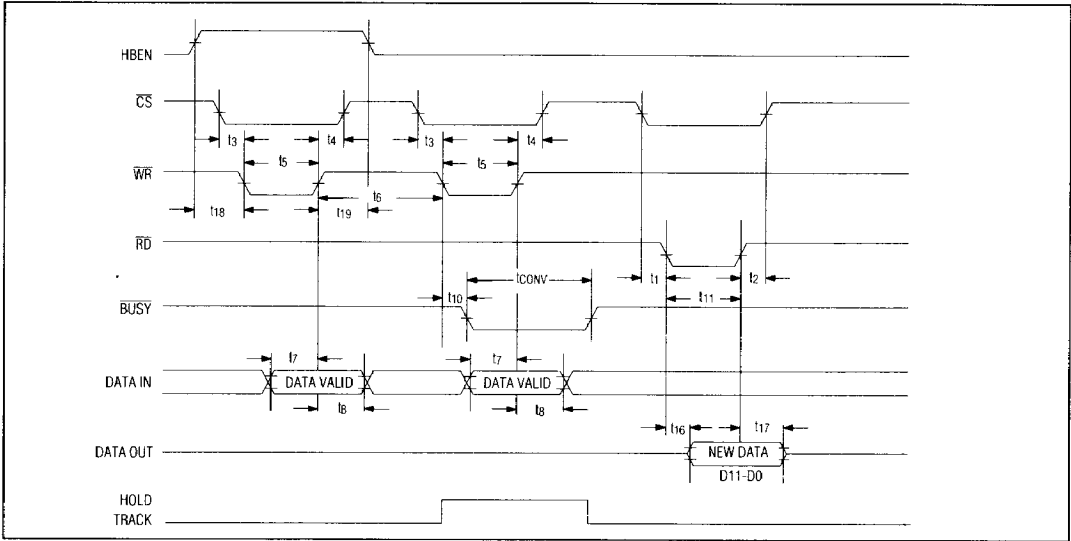 HBEN
CS
t3 t4 t3 t4
t5 t5
WR
t6
t18 t19
RD
tCONV t1 t2
t10 t11
BUSY
t7 t7
DATA IN DATA VALID DATA VALID
t8 t8
t16 t17
DATA OUT NEW DATA
D11-D0
HOLD
TRACK